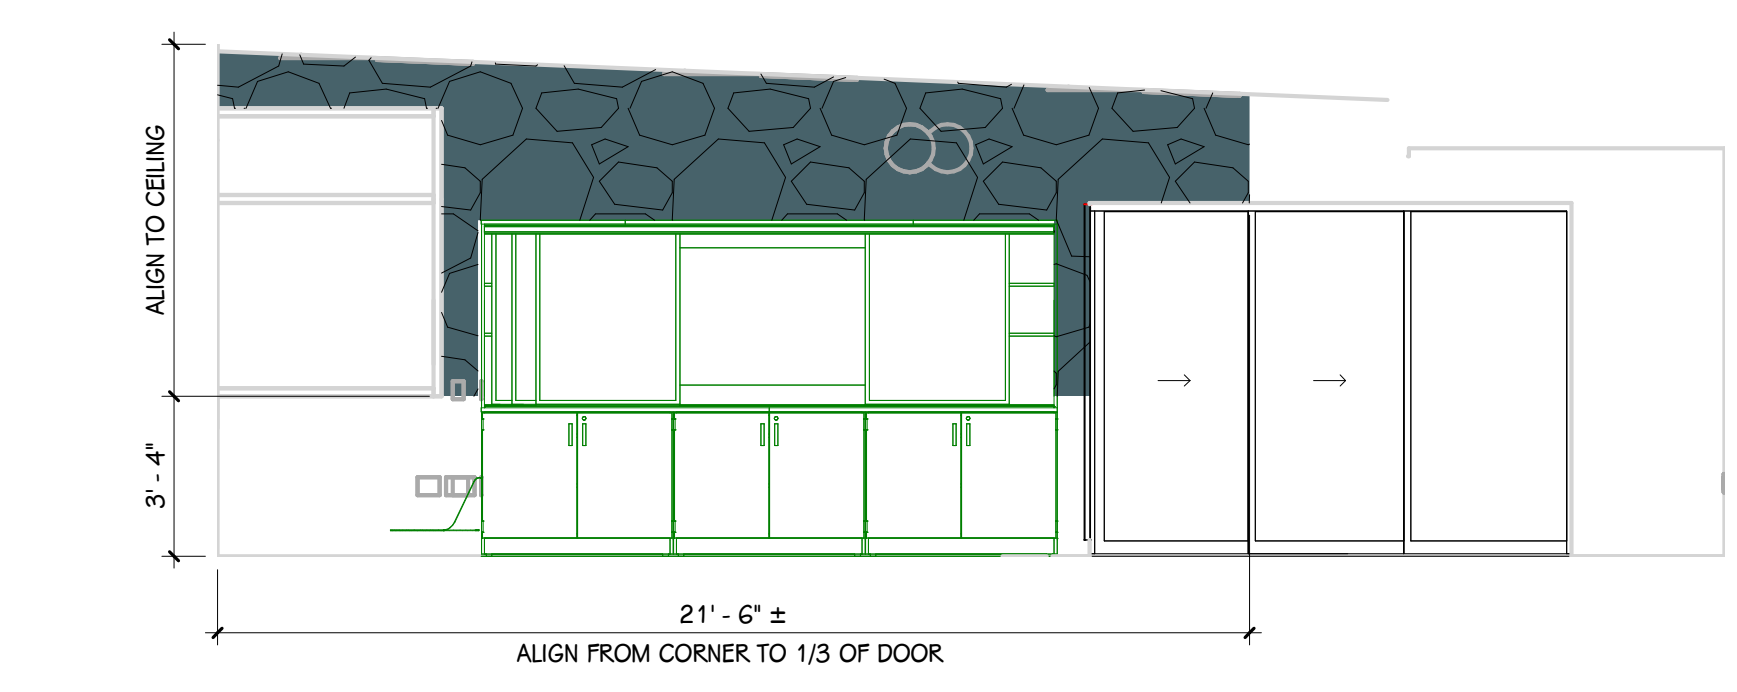 ALIGN TO CEILING
3' - 4"
21' - 6" ±
ALIGN FROM CORNER TO 1/3 OF DOOR